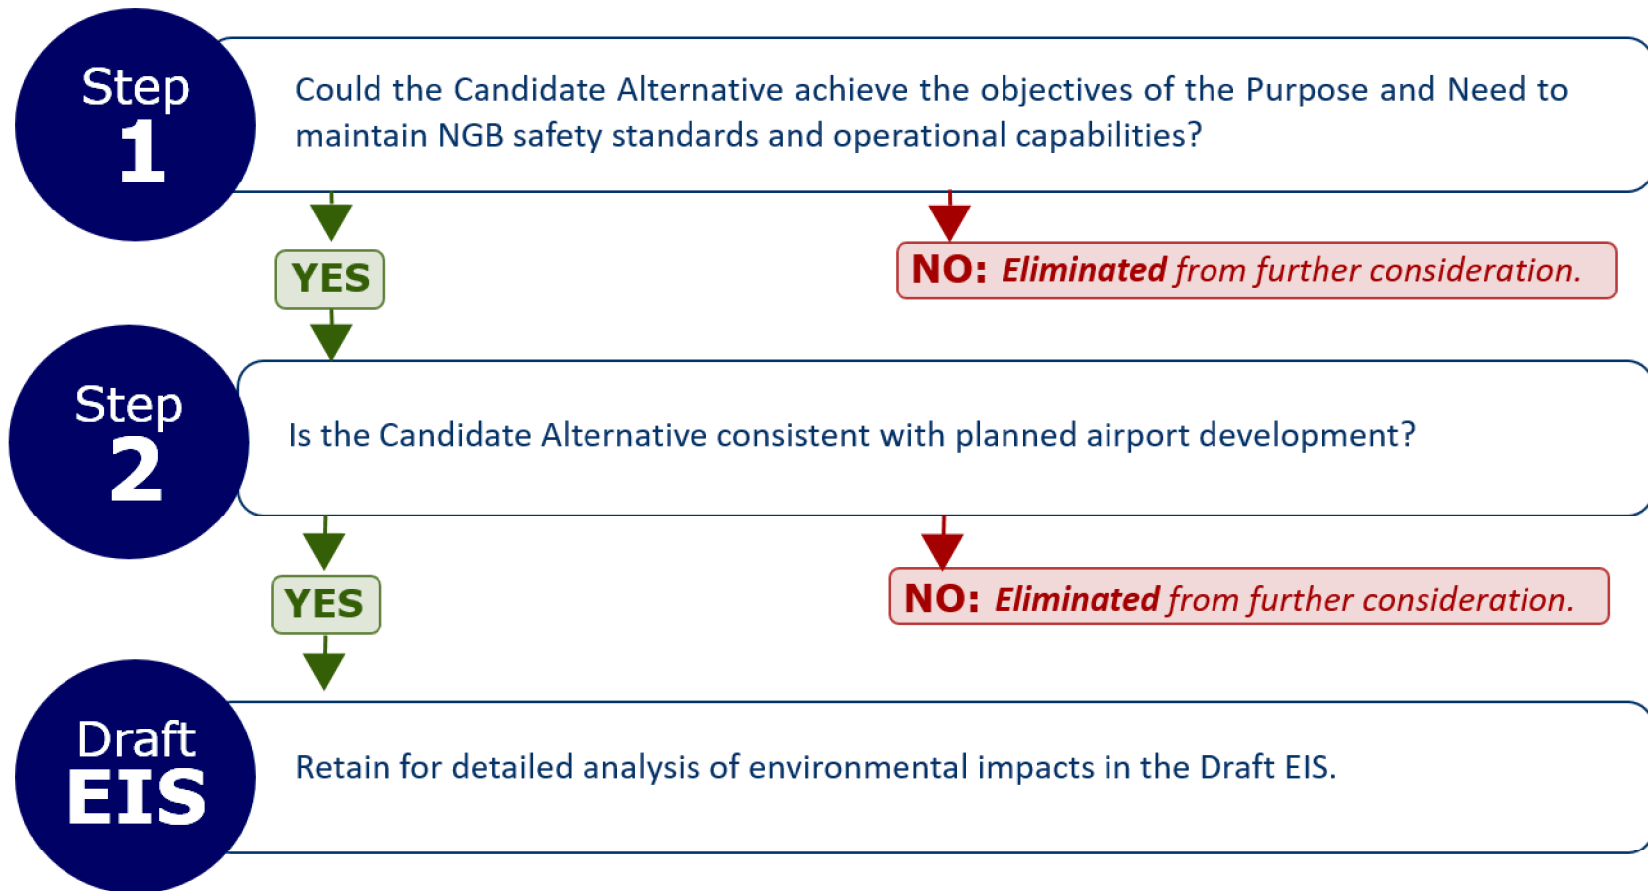 Step
1
Could the Candidate Alternative achieve the objectives of the Purpose and Need to
maintain NGB safety standards and operational capabilities?
YES
NO: Eliminated from further consideration.
Step
2
Is the Candidate Alternative consistent with planned airport development?
YES
NO: Eliminated from further consideration.
Draft
EIS
Retain for detailed analysis of environmental impacts in the Draft EIS.